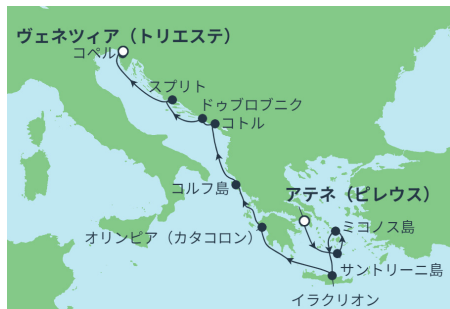 ヴェネツィア（トリエステ）
コペル
スプリト
ドゥブロブニク
コトル
コルフ島
アテネ（ピレウス）
ミコノス島
オリンピア（カタコロン）
サントリーニ島
イラクリオン